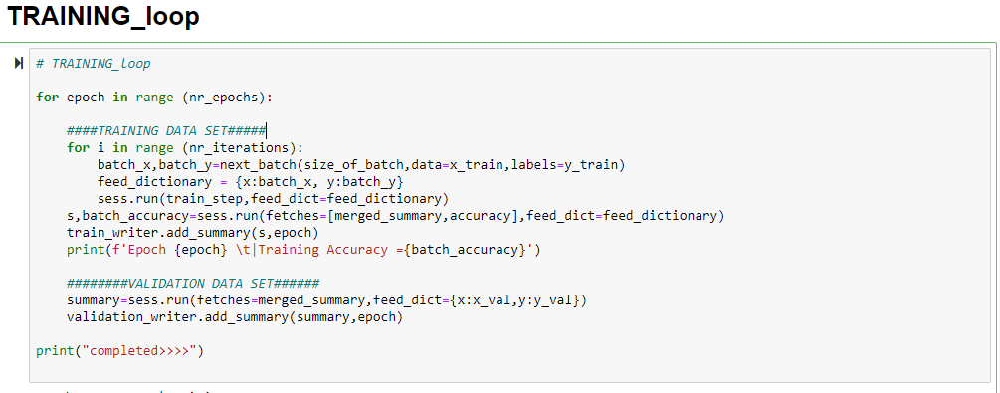 TRAINING_loop
# TRAINING_loop
for epoch in range (nr_epochs):
####TRAINING DATA SET#####
for i in range (nr_iterations):
batch_x,batch_y=next_batch(size_of_batch,data=x_train,labels=y_train)
feed_dictionary = {x:batch_x, y:batch_y}
sess.run(train_step,feed_dict=feed_dictionary)
s,batch_accuracy=sess.run(fetches=[merged_summary,accuracy],feed_dict=feed_dictionary)
train_writer.add_summary(s,epoch)
print(f'Epoch {epoch} \t|Training Accuracy ={batch_accuracy}')
########VALIDATION DATA SET######
summary=sess.run(fetches=merged_summary,feed_dict={x:x_val,y:y_val})
validation_writer.add_summary(summary,epoch)
print("completed>>>>")